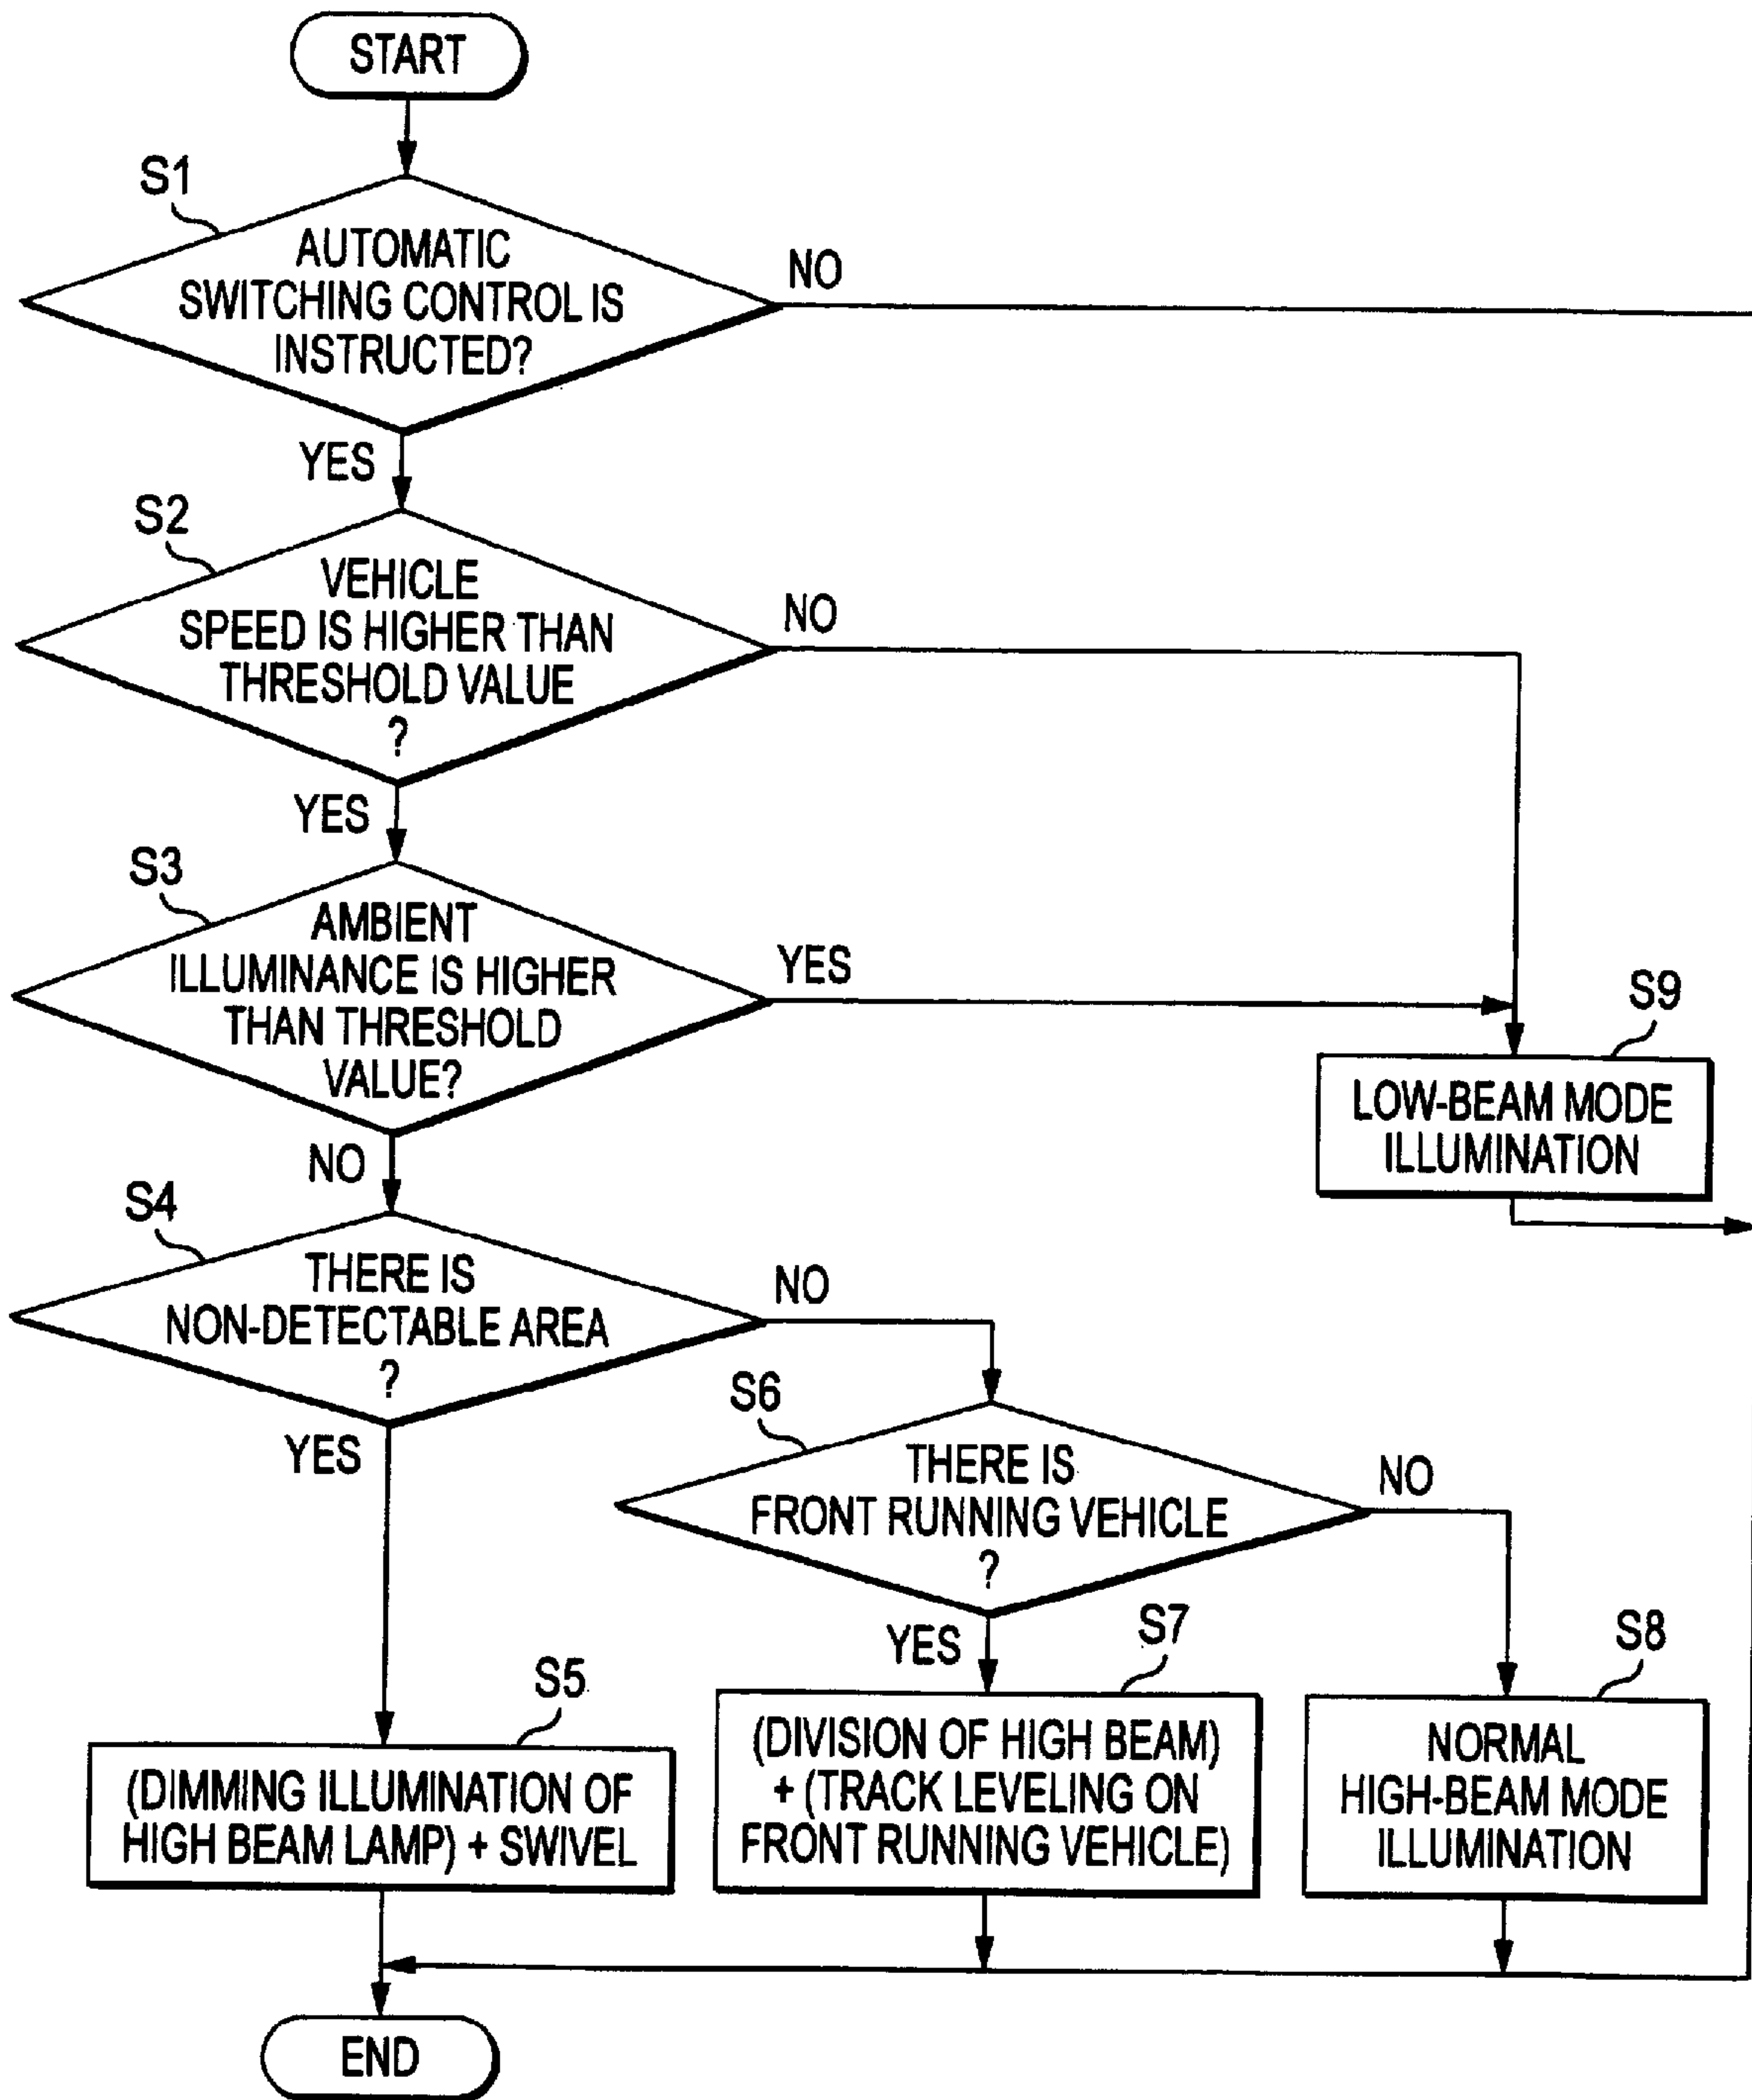 START
S1
AUTOMATIC
SWITCHING CONTROL IS
INSTRUCTED?
NO
YES
S2
VEHICLE
SPEED IS HIGHER THAN
THRESHOLD VALUE
?
NO
YES
S3
AMBIENT
ILLUMINANCE IS HIGHER
THAN THRESHOLD
VALUE?
YES
NO
S9
LOW-BEAM MODE
ILLUMINATION
S4
THERE IS
NON-DETECTABLE AREA
?
NO
YES
S6
THERE IS
FRONT RUNNING VEHICLE
?
NO
YES
S5
(DIMMING ILLUMINATION OF
HIGH BEAM LAMP) + SWIVEL
S7
(DIVISION OF HIGH BEAM)
+ (TRACK LEVELING ON
FRONT RUNNING VEHICLE)
S8
NORMAL
HIGH-BEAM MODE
ILLUMINATION
END